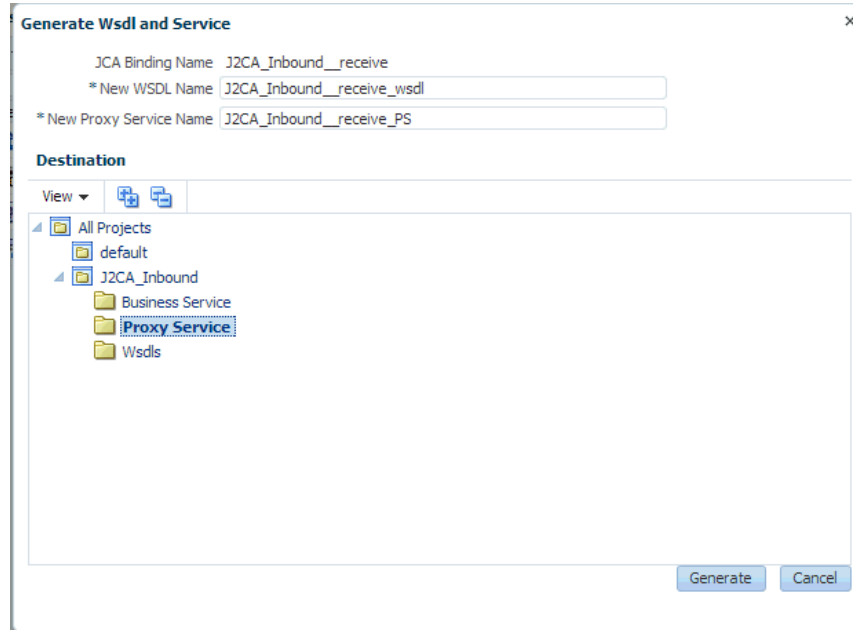 Generate Wsdl and Service
JCA Binding Name J2CA_Inbound__receive
* New WSDL Name J2CA_Inbound__receive_wsdl
* New Proxy Service Name J2CA_Inbound__receive_PS
Destination
View
All Projects
default
J2CA_Inbound
Business Service
Proxy Service
Wsdls
Generate Cancel